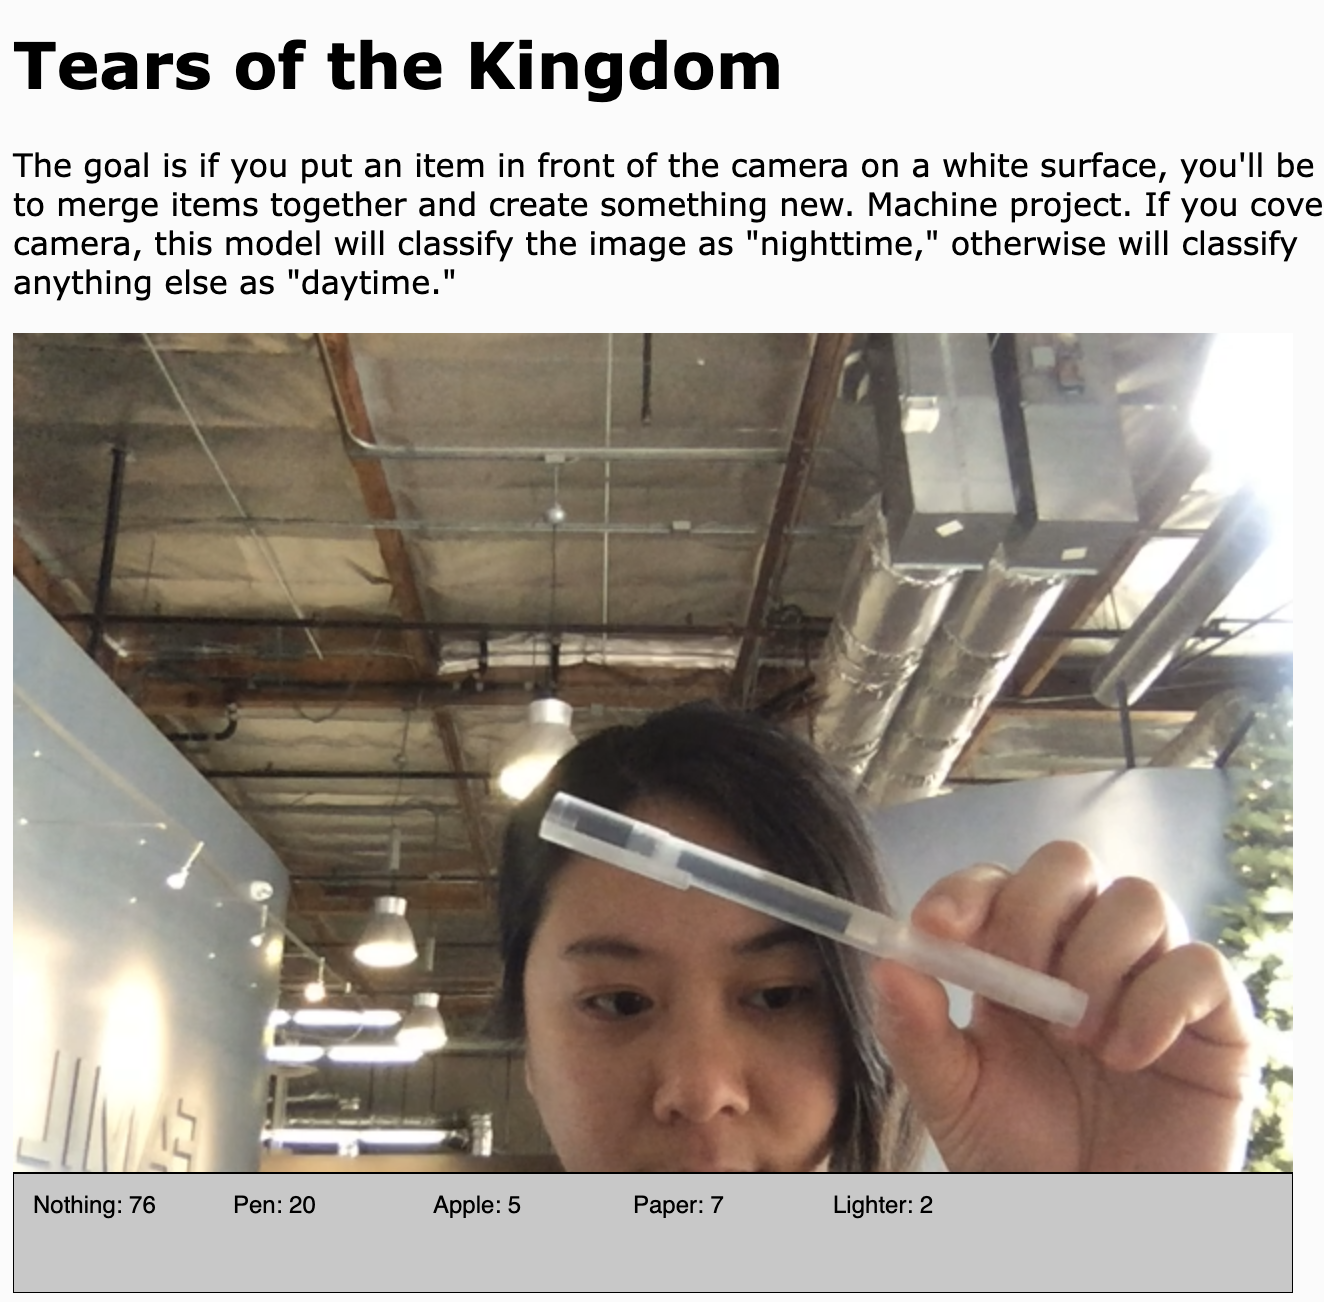 Tears of the Kingdom
The goal is if you put an item in front of the camera on a white surface, you'll be
to merge items together and create something new. Machine project. If you cove
camera, this model will classify the image as "nighttime," otherwise will classify
anything else as "daytime."
Nothing: 76 Pen: 20 Apple: 5 Paper: 7 Lighter: 2